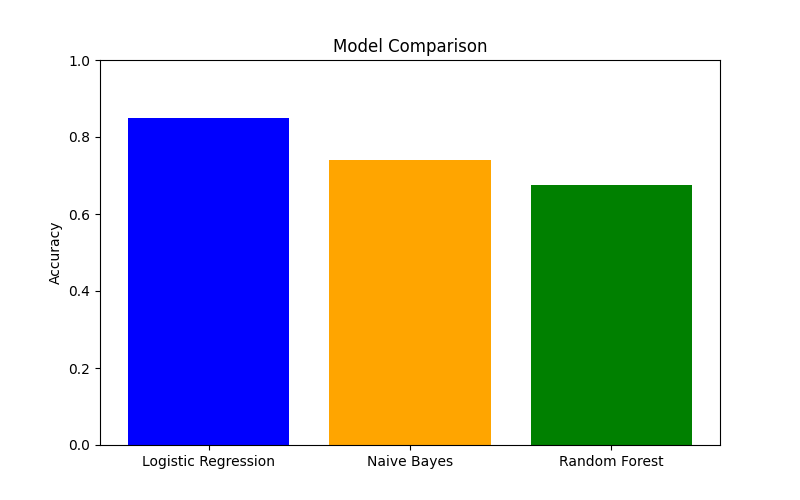 Model Comparison
1.0
0.8
0.6
0.4
0.2
0.0
Accuracy
Logistic Regression
Naive Bayes
Random Forest